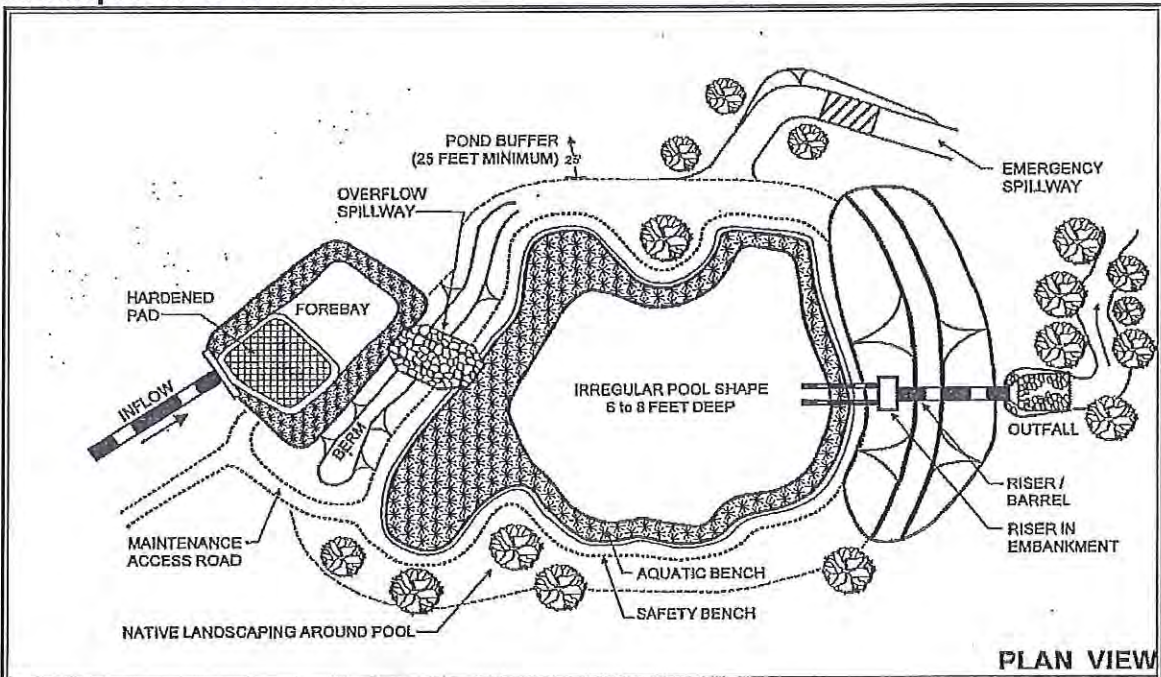 POND BUFFER
(25 FEET MINIMUM) 25'
EMERGENCY
SPILLWAY
OVERFLOW
SPILLWAY
HARDENED
PAD
FOREBAY
INFLOW
IRREGULAR POOL SHAPE
6 to 8 FEET DEEP
OUTFALL
BERM
RISER /
BARREL
RISER IN
EMBANKMENT
MAINTENANCE
ACCESS ROAD
AQUATIC BENCH
SAFETY BENCH
NATIVE LANDSCAPING AROUND POOL
PLAN VIEW